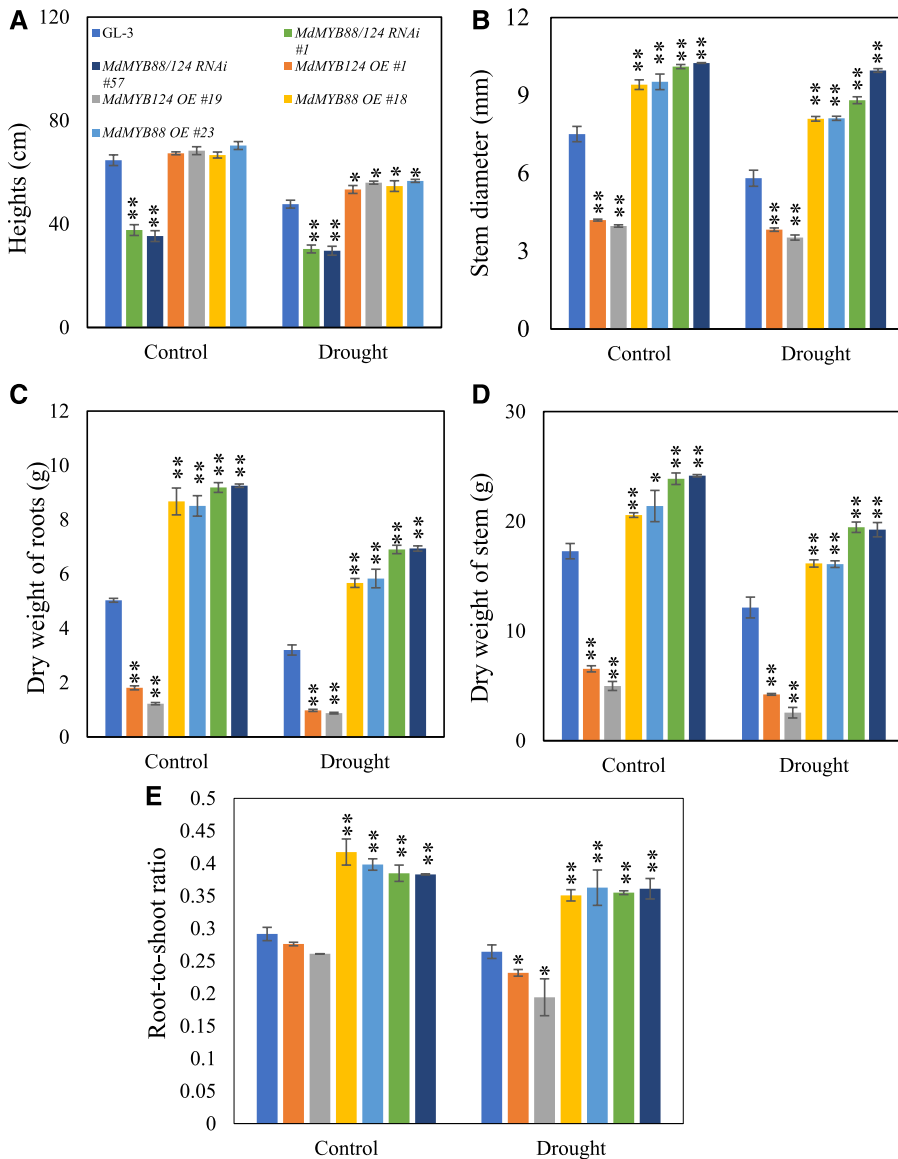 A
Heights (cm)
120
80
40
0
GL-3
MdMYB88/124 RNAi #1
MdMYB88/124 RNAi #57
MdMYB124 OE #1
MdMYB124 OE #19
MdMYB88 OE #18
MdMYB88 OE #23
** ** * * * * ** **
Control
Drought
B
Stem diameter (mm)
12
9
6
3
0
** ** ** ** ** ** ** ** ** ** ** **
Control
Drought
C
Dry weight of roots (g)
12
10
8
6
4
2
0
** ** ** ** ** ** ** ** ** ** ** **
Control
Drought
D
Dry weight of stem (g)
30
20
10
0
** ** ** * ** ** ** ** ** ** ** **
Control
Drought
E
Root-to-shoot ratio
0.5
0.45
0.4
0.35
0.3
0.25
0.2
0.15
0.1
0.05
0
** ** ** ** * * ** ** ** **
Control
Drought